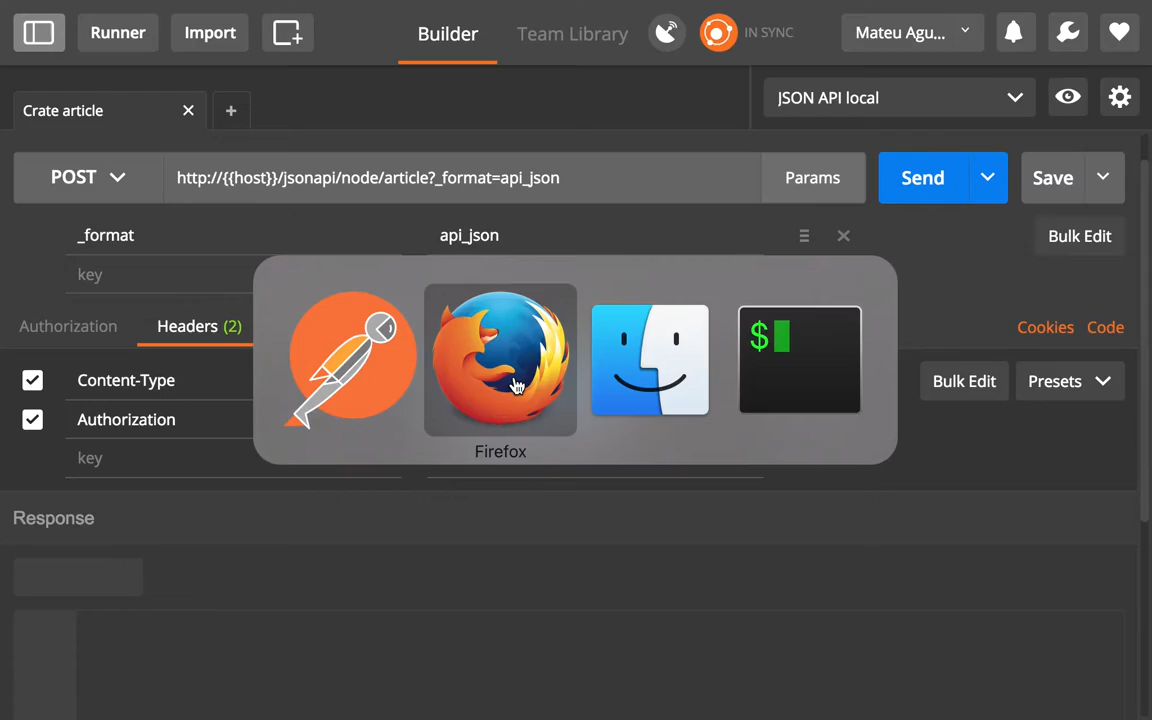 Runner
Import
Builder
Team Library
IN SYNC
Mateu Agu...
Crate article
JSON API local
POST
http://{{host}}/jsonapi/node/article?_format=api_json
Params
Send
Save
_format
api_json
Bulk Edit
key
Authorization
Headers (2)
Cookies
Code
Content-Type
Bulk Edit
Presets
Authorization
key
$
Firefox
Response